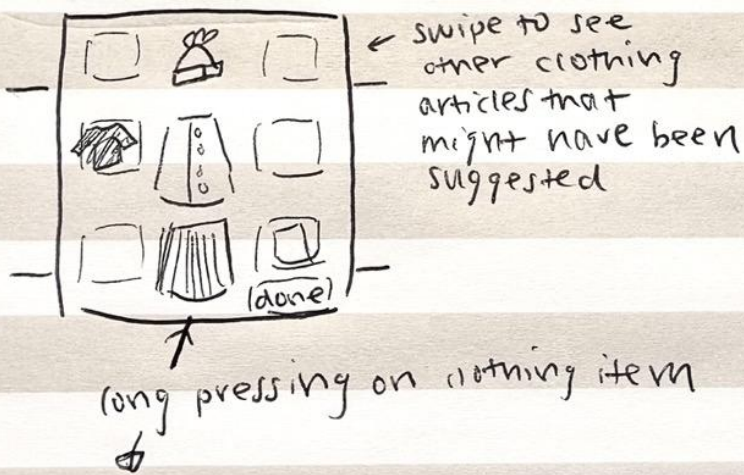 ← swipe to see
other clothing
articles that
might have been
suggested
(done)
long pressing on clothing item